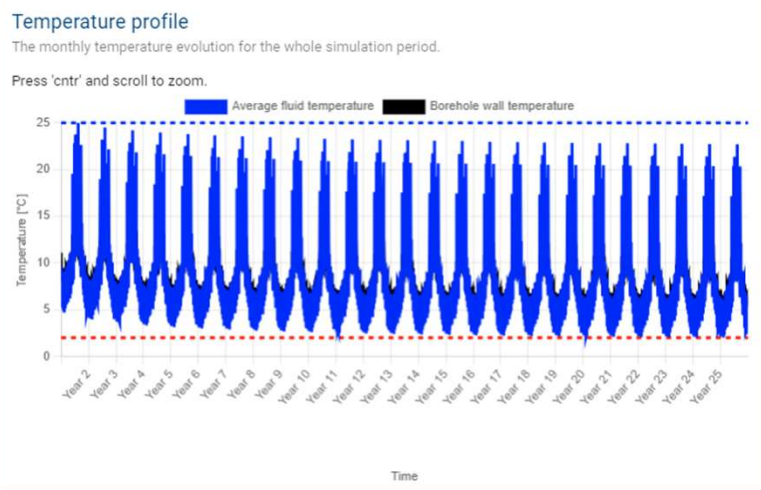 Temperature profile
The monthly temperature evolution for the whole simulation period.
Press 'cntr' and scroll to zoom.
Average fluid temperature Borehole wall temperature
25
20
15
10
5
0
Temperature [°C]
Year 2 Year 3 Year 4 Year 5 Year 6 Year 7 Year 8 Year 9 Year 10 Year 11 Year 12 Year 13 Year 14 Year 15 Year 16 Year 17 Year 18 Year 19 Year 20 Year 21 Year 22 Year 23 Year 24 Year 25
Time